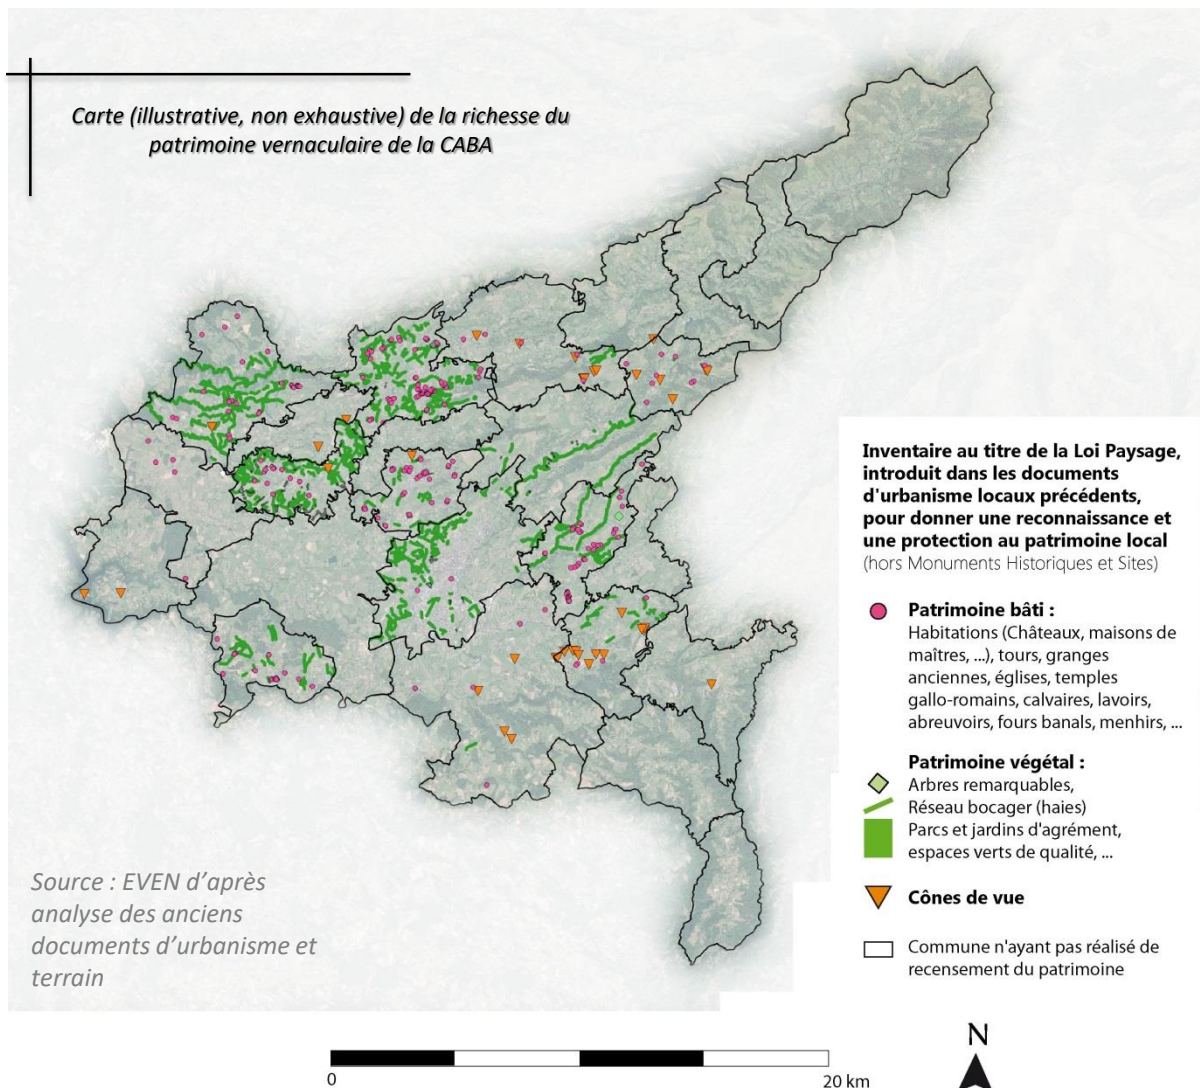 Carte (illustrative, non exhaustive) de la richesse du
patrimoine vernaculaire de la CABA
Inventaire au titre de la Loi Paysage,
introduit dans les documents
d'urbanisme locaux précédents,
pour donner une reconnaissance et
une protection au patrimoine local
(hors Monuments Historiques et Sites)
Patrimoine bâti :
Habitations (Châteaux, maisons de
maîtres, ...), tours, granges
anciennes, églises, temples
gallo-romains, calvaires, lavoirs,
abreuvoirs, fours banals, menhirs, ...
Patrimoine végétal :
Arbres remarquables,
Réseau bocager (haies)
Parcs et jardins d'agrément,
espaces verts de qualité, ...
Cônes de vue
Commune n'ayant pas réalisé de
recensement du patrimoine
Source : EVEN d’après
analyse des anciens
documents d’urbanisme et
terrain
N
0
20 km